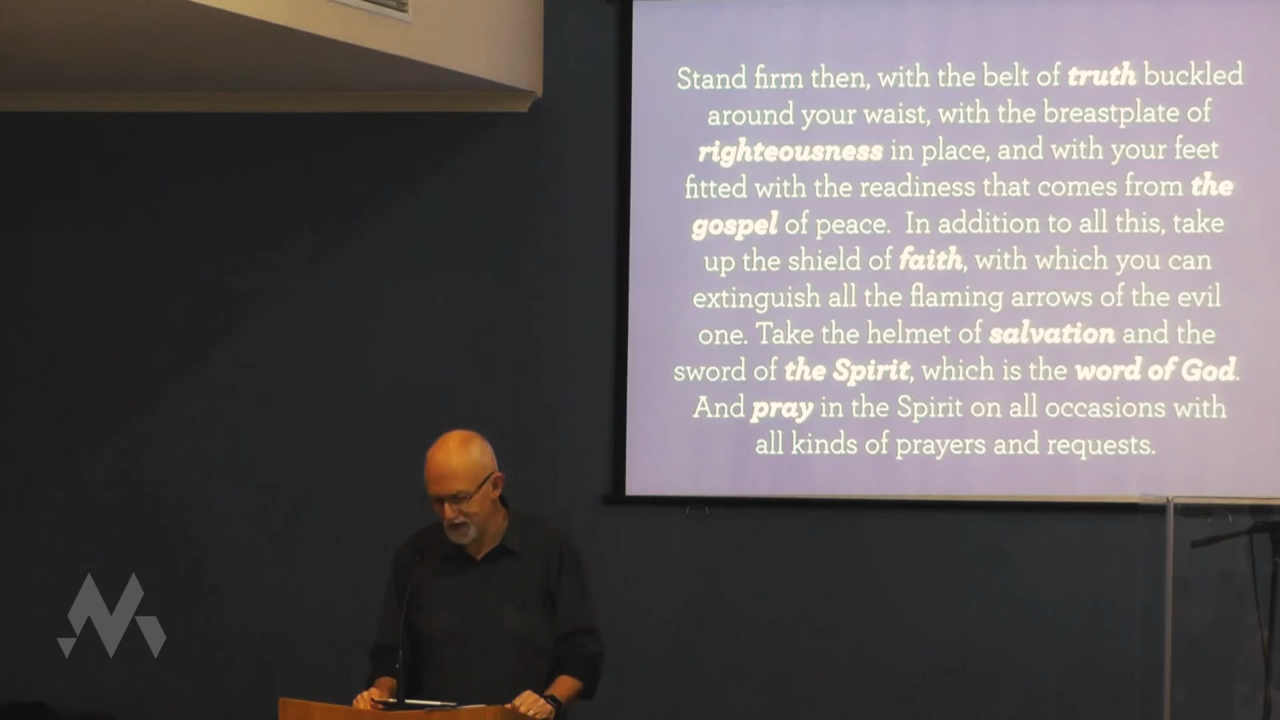 Stand firm then, with the belt of truth buckled
around your waist, with the breastplate of
righteousness in place, and with your feet
fitted with the readiness that comes from the
gospel of peace.  In addition to all this, take
up the shield of faith, with which you can
extinguish all the flaming arrows of the evil
one. Take the helmet of salvation and the
sword of the Spirit, which is the word of God.
And pray in the Spirit on all occasions with
all kinds of prayers and requests.